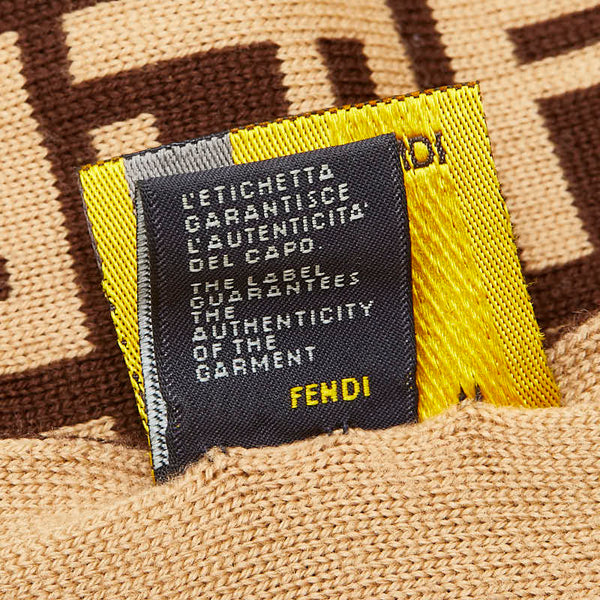 L'ETICHETTA
GARANTISCE
L'AUTENTICITA'
DEL CAPO.
THE LABEL
GUARANTEES
THE
AUTHENTICITY
OF THE
GARMENT
FENDI